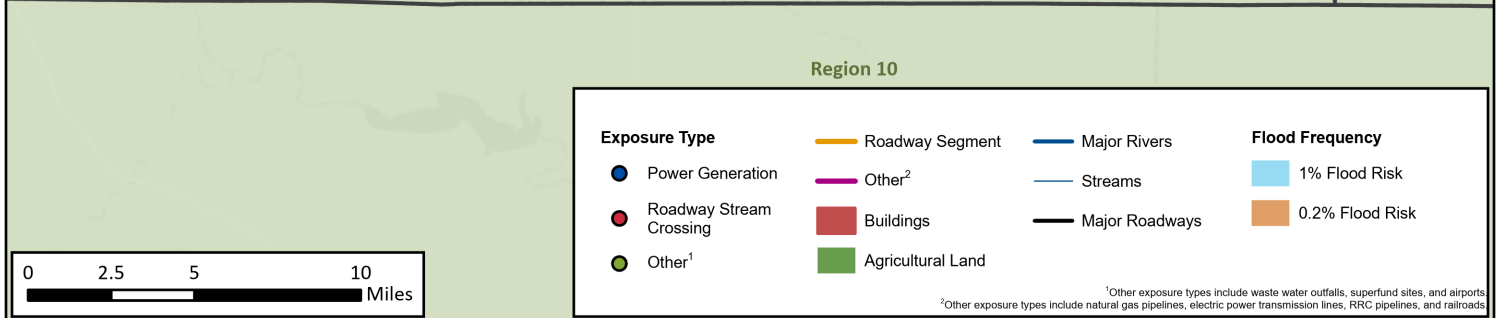 Region 10
Exposure Type
Power Generation
Roadway Stream
Crossing
Other¹
Roadway Segment
Other²
Buildings
Agricultural Land
Major Rivers
Streams
Major Roadways
Flood Frequency
1% Flood Risk
0.2% Flood Risk
0 2.5 5 10
Miles
¹Other exposure types include waste water outfalls, superfund sites, and airports.
²Other exposure types include natural gas pipelines, electric power transmission lines, RRC pipelines, and railroads.